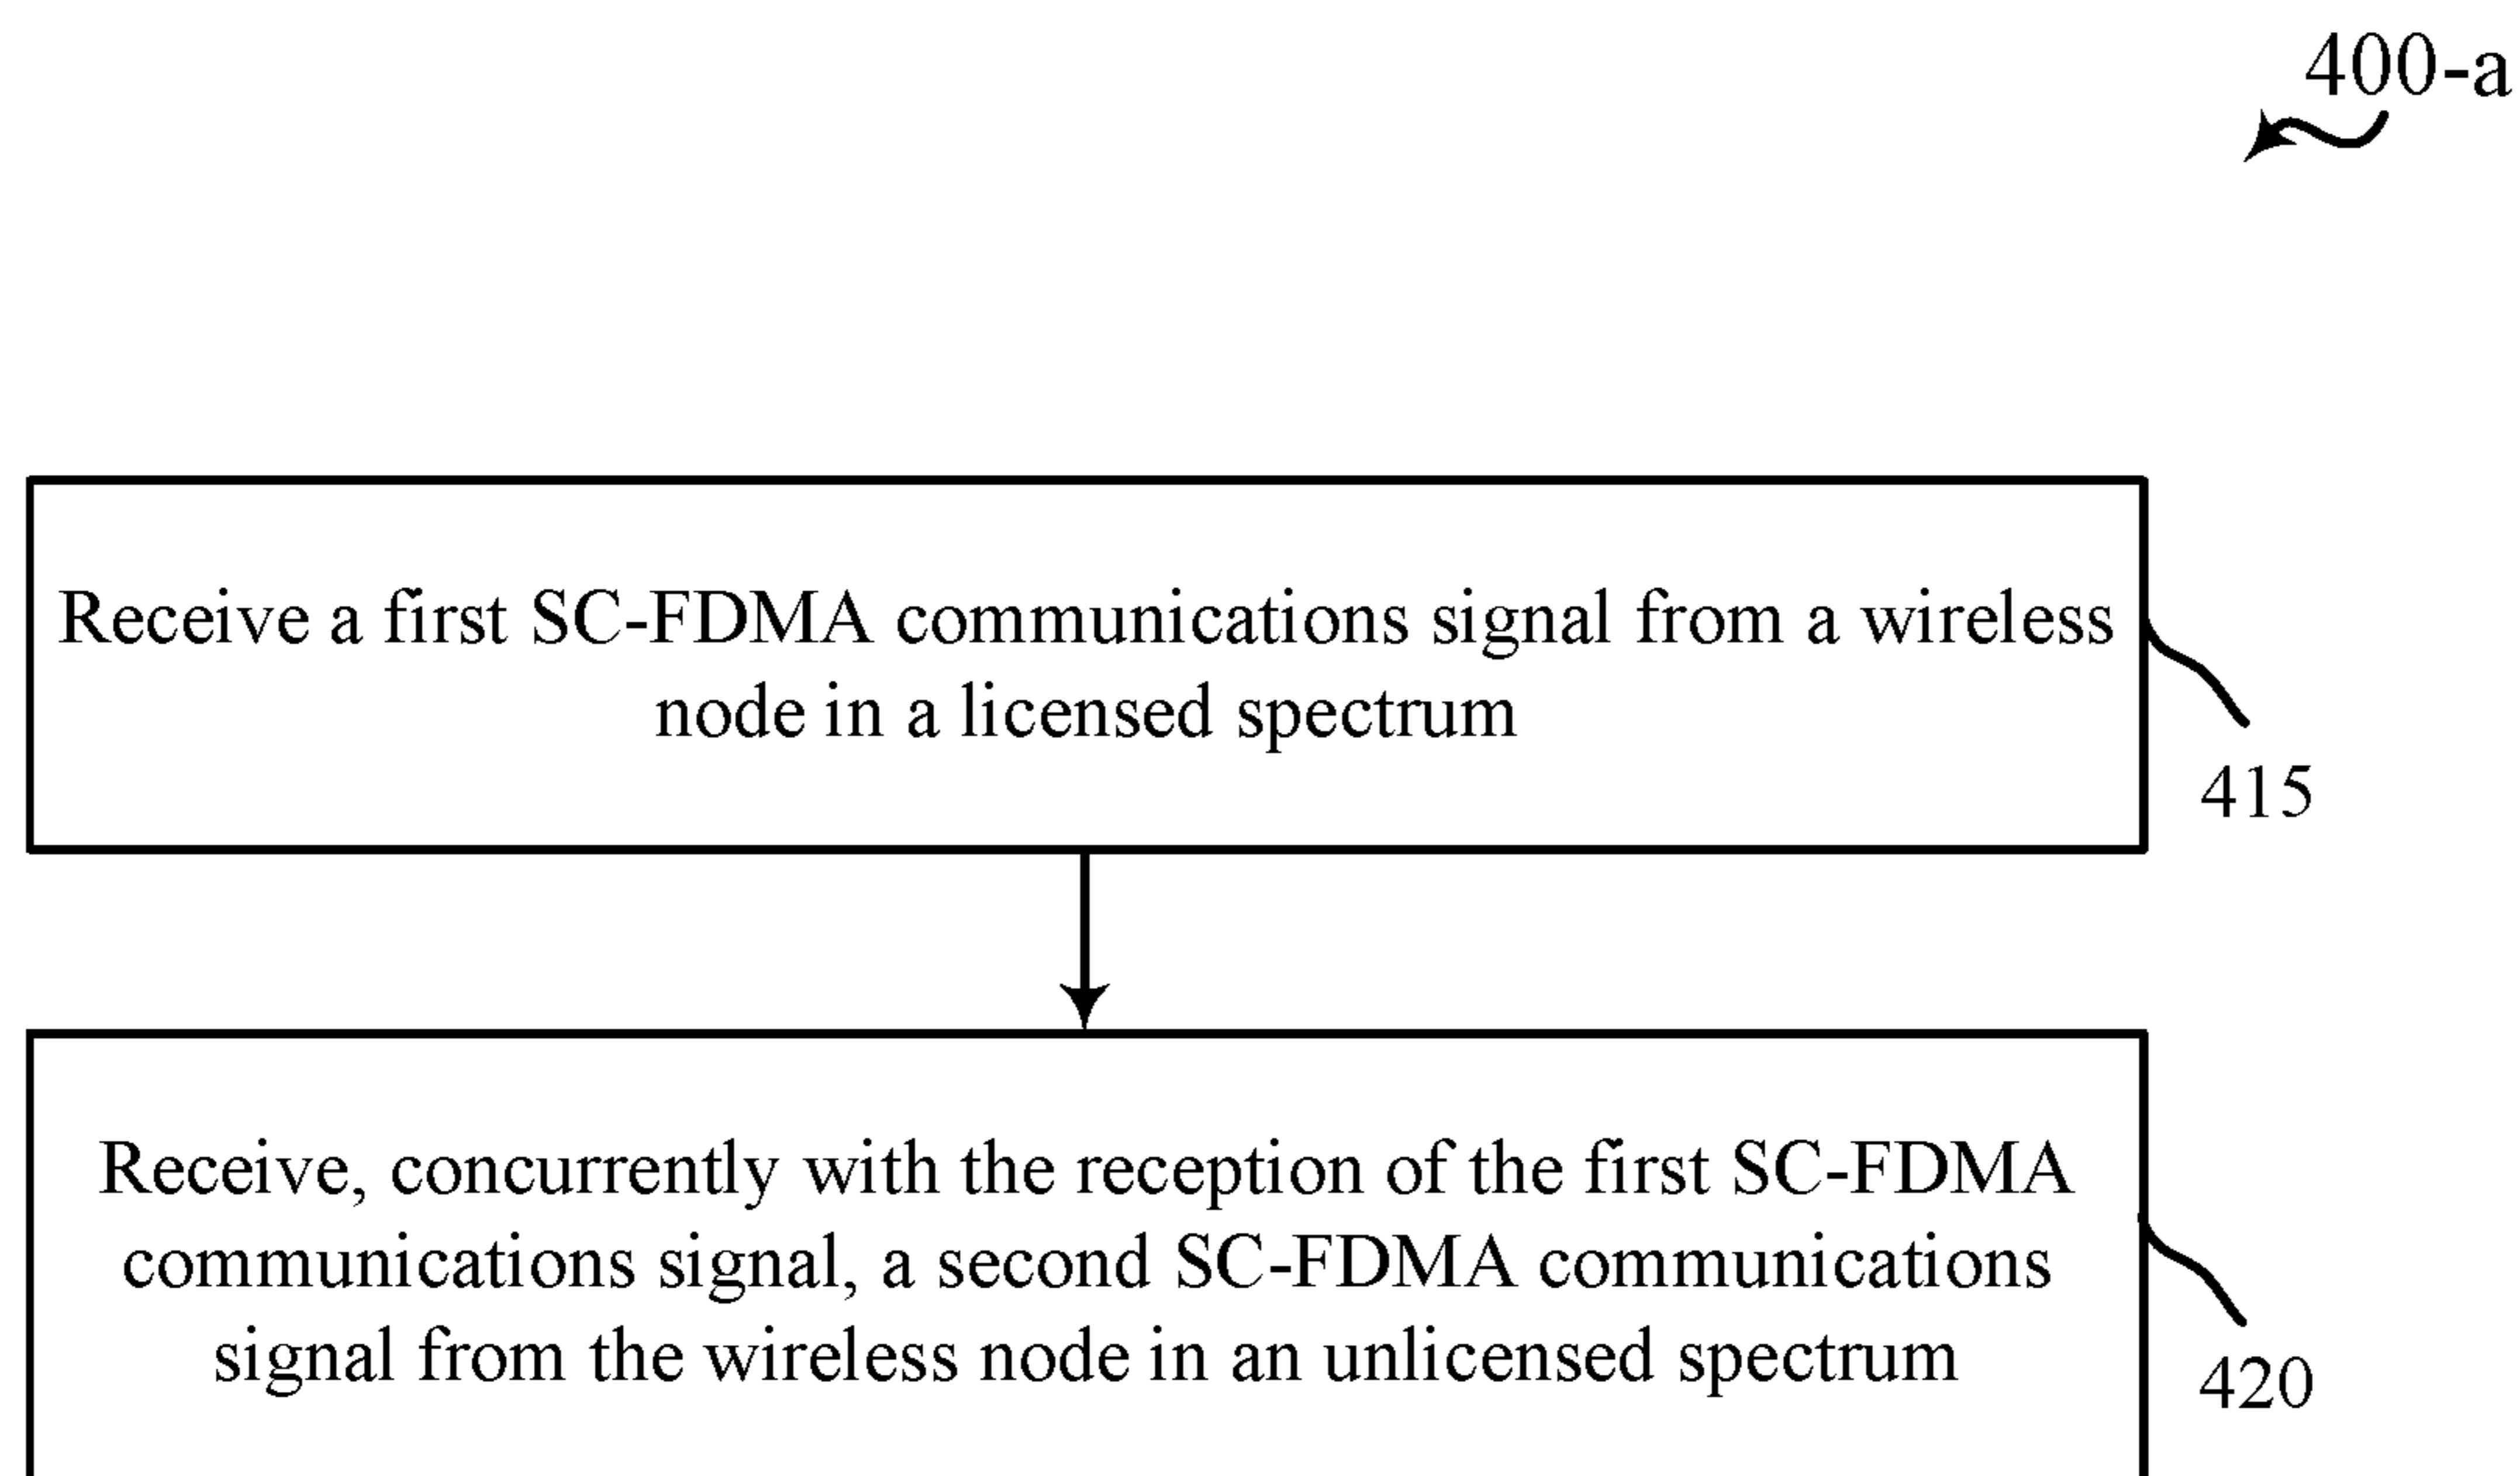 400-a
Receive a first SC-FDMA communications signal from a wireless
node in a licensed spectrum
415
Receive, concurrently with the reception of the first SC-FDMA
communications signal, a second SC-FDMA communications
signal from the wireless node in an unlicensed spectrum
420